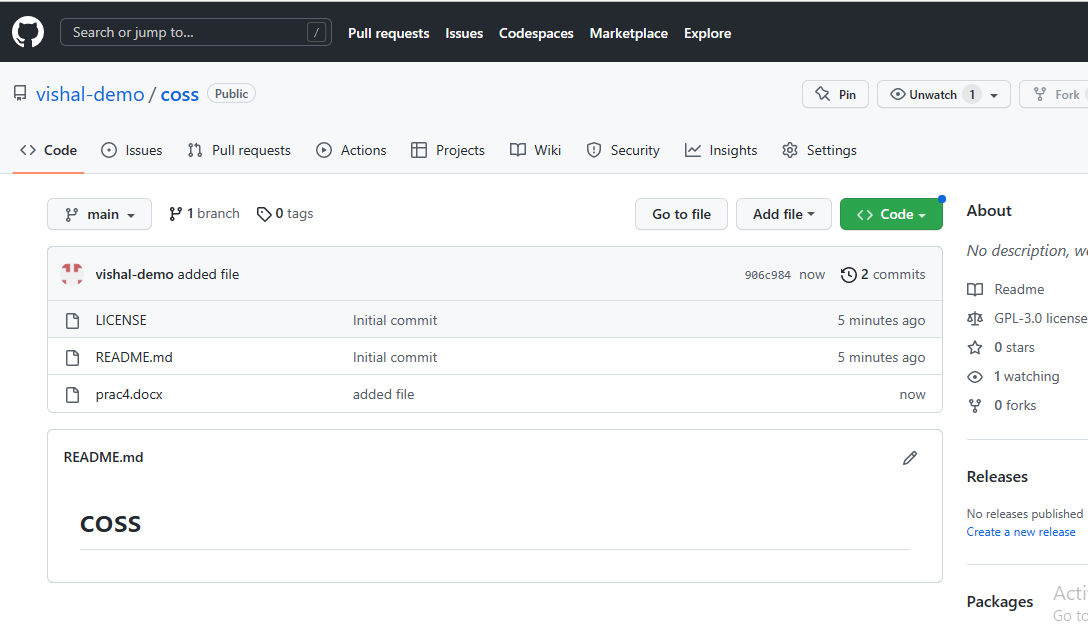 Search or jump to... / Pull requests Issues Codespaces Marketplace Explore
vishal-demo / coss Public Pin Unwatch 1 Fork
Code Issues Pull requests Actions Projects Wiki Security Insights Settings
main 1 branch 0 tags Go to file Add file Code
vishal-demo added file 906c984 now 2 commits
LICENSE Initial commit 5 minutes ago
README.md Initial commit 5 minutes ago
prac4.docx added file now
README.md
COSS
About
No description, we
Readme
GPL-3.0 license
0 stars
1 watching
0 forks
Releases
No releases published
Create a new release
Packages
Acti
Go to